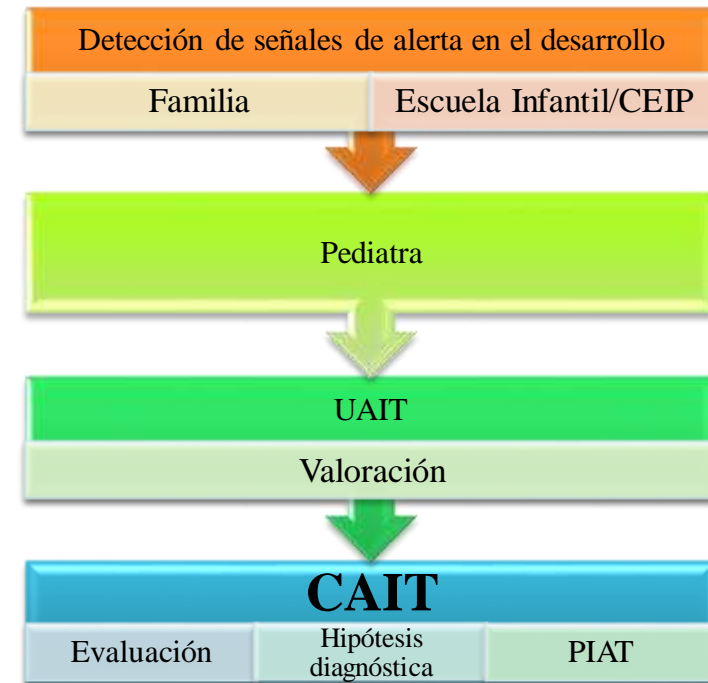 Detección de señales de alerta en el desarrollo
Familia
Escuela Infantil/CEIP
Pediatra
UAIT
Valoración
CAIT
Evaluación
Hipótesis
diagnóstica
PIAT